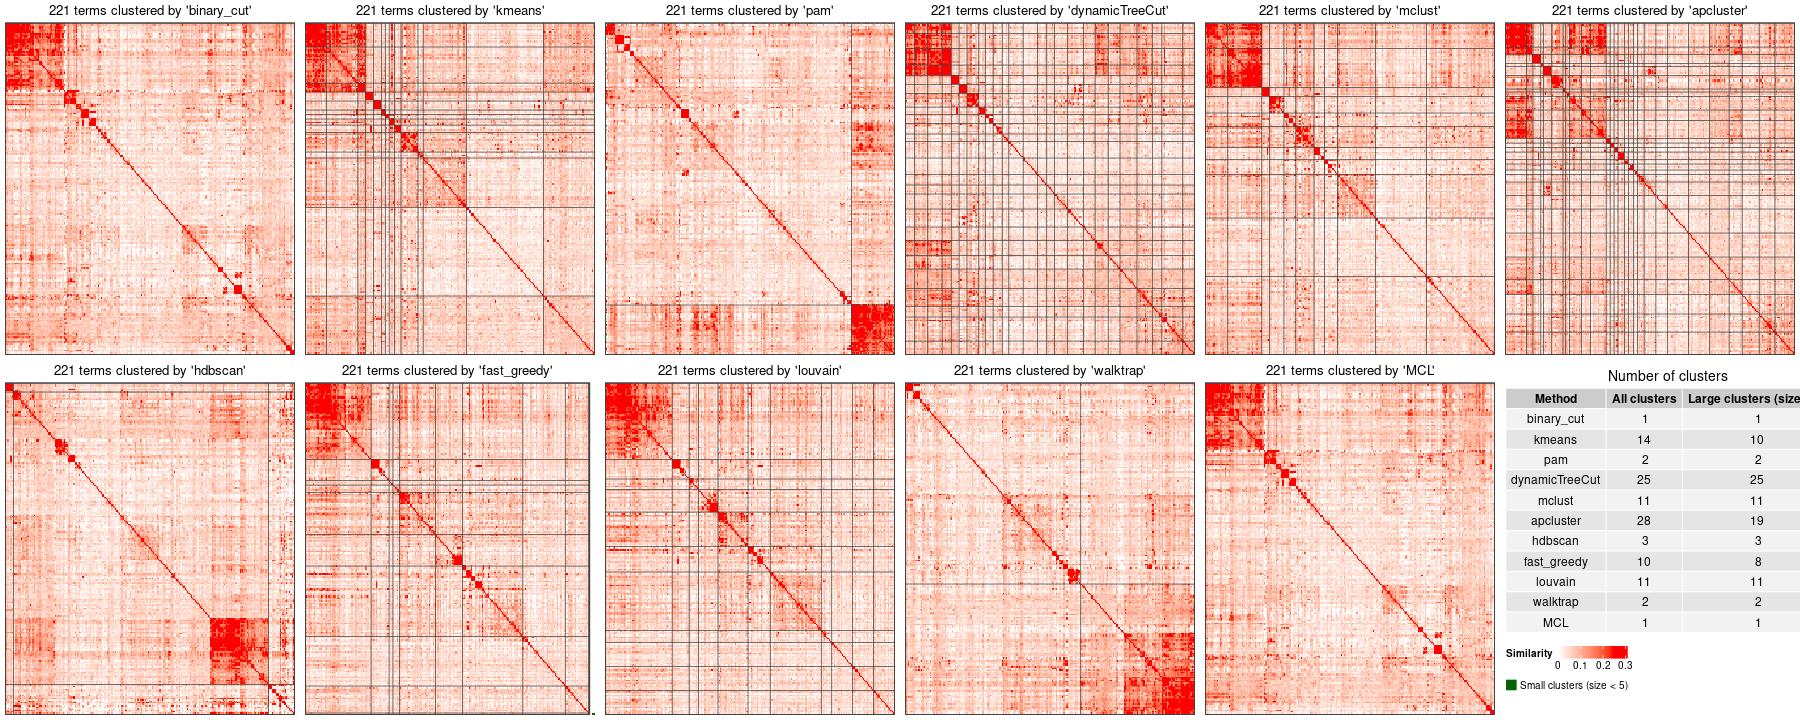 221 terms clustered by 'binary_cut'
221 terms clustered by 'kmeans'
221 terms clustered by 'pam'
221 terms clustered by 'dynamicTreeCut'
221 terms clustered by 'mclust'
221 terms clustered by 'apcluster'
221 terms clustered by 'hdbscan'
221 terms clustered by 'fast_greedy'
221 terms clustered by 'louvain'
221 terms clustered by 'walktrap'
221 terms clustered by 'MCL'
Number of clusters
Method All clusters Large clusters (size
binary_cut 1 1
kmeans 14 10
pam 2 2
dynamicTreeCut 25 25
mclust 11 11
apcluster 28 19
hdbscan 3 3
fast_greedy 10 8
louvain 11 11
walktrap 2 2
MCL 1 1
Similarity
0 0.1 0.2 0.3
Small clusters (size < 5)